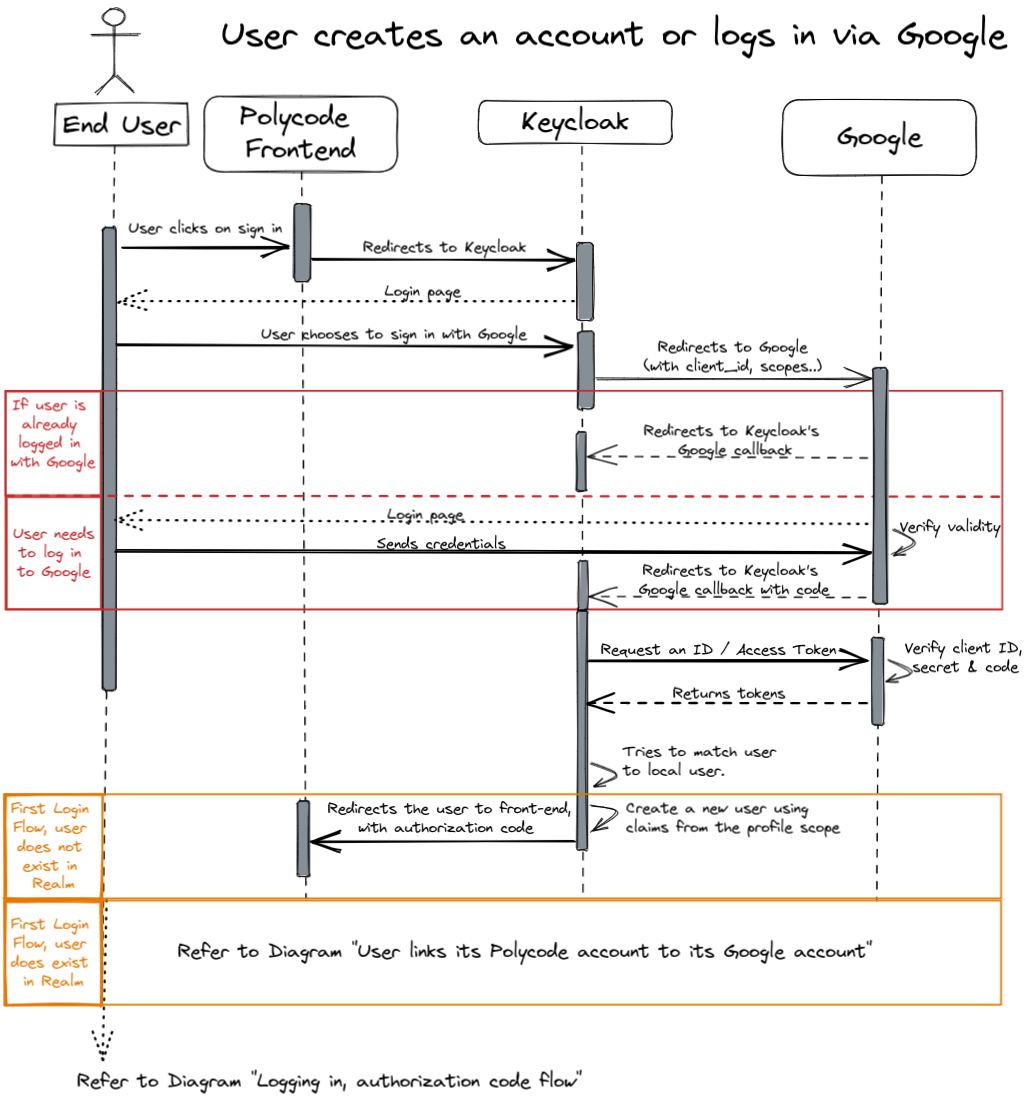 User creates an account or logs in via Google
End User
Polycode
Frontend
Keycloak
Google
User clicks on sign in
Redirects to Keycloak
Login page
User chooses to sign in with Google
Redirects to Google
(with client_id, scopes..)
If user is
already
logged in
with Google
Redirects to Keycloak's
Google callback
User needs
to log in
to Google
Login page
Verify validity
Sends credentials
Redirects to Keycloak's
Google callback with code
Request an ID / Access Token
Verify client ID,
secret & code
Returns tokens
Tries to match user
to local user.
First Login
Flow, user
does not
exist in
Realm
Redirects the user to front-end,
with authorization code
Create a new user using
claims from the profile scope
First Login
Flow, user
does exist
in Realm
Refer to Diagram "User links its Polycode account to its Google account"
Refer to Diagram "Logging in, authorization code flow"